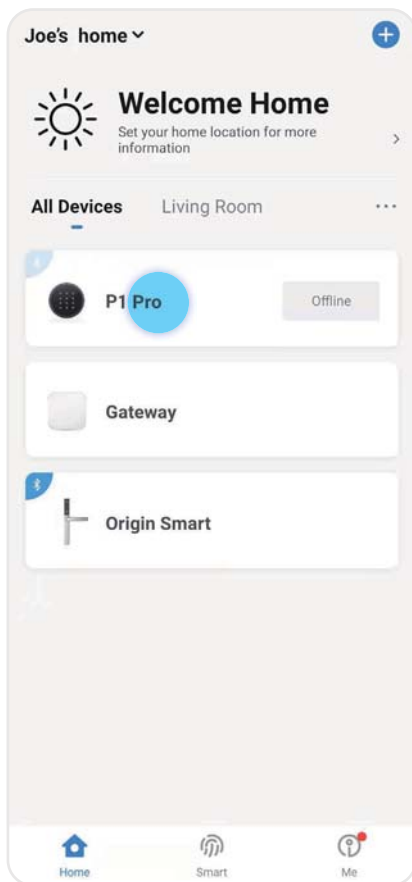 Joe's home
Welcome Home
Set your home location for more
information
All Devices
Living Room
P1 Pro
Offline
Gateway
Origin Smart
Home
Smart
Me